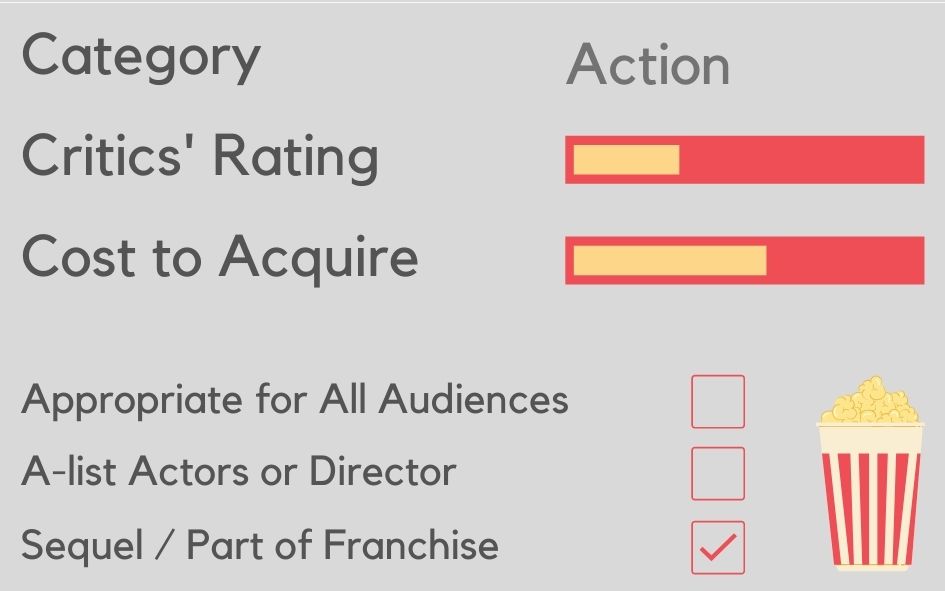 Category
Action
Critics' Rating
Cost to Acquire
Appropriate for All Audiences
A-list Actors or Director
Sequel / Part of Franchise